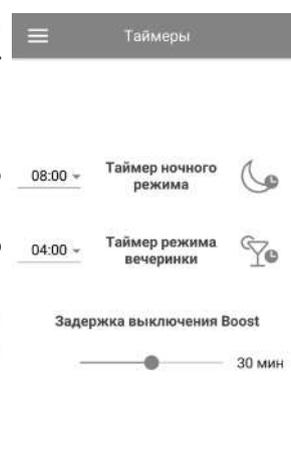 Таймеры
08:00
Таймер ночного
режима
04:00
Таймер режима
вечеринки
Задержка выключения Boost
30 мин